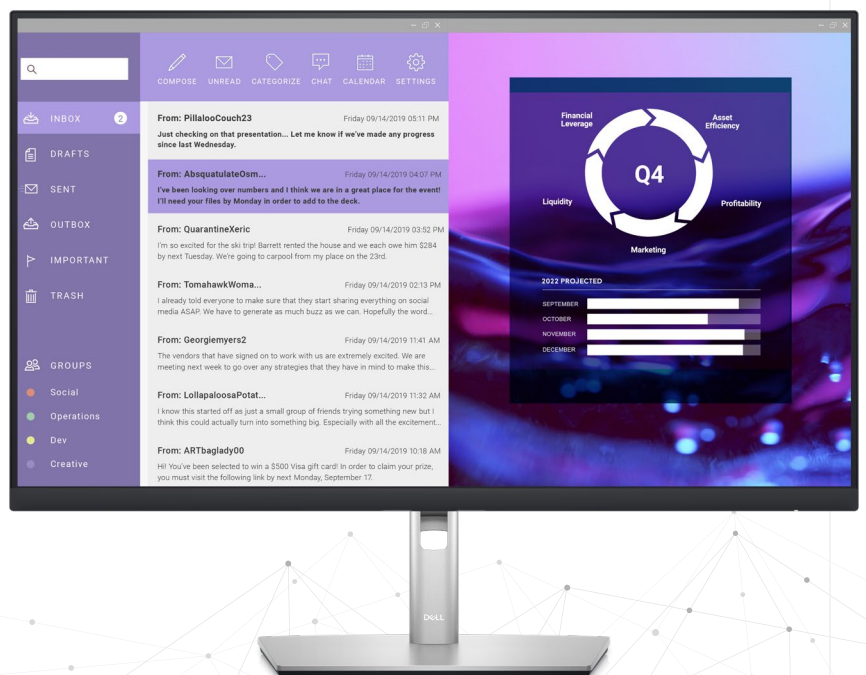 COMPOSE UNREAD CATEGORIZE CHAT CALENDAR SETTINGS
INBOX 2
DRAFTS
SENT
OUTBOX
IMPORTANT
TRASH
GROUPS
Social
Operations
Dev
Creative
From: PillalooCouch23 Friday 09/14/2019 05:11 PM
Just checking on that presentation... Let me know if we've made any progress
since last Wednesday.
From: AbsquatulateOsm... Friday 09/14/2019 04:07 PM
I've been looking over numbers and I think we are in a great place for the event!
I'll need your files by Monday in order to add to the deck.
From: QuarantineXeric Friday 09/14/2019 03:52 PM
I'm so excited for the ski trip! Barrett rented the house and we each owe him $284
by next Tuesday. We're going to carpool from my place on the 23rd.
From: TomahawkWoma... Friday 09/14/2019 02:13 PM
I already told everyone to make sure that they start sharing everything on social
media ASAP. We have to generate as much buzz as we can. Hopefully the word...
From: Georgiemyers2 Friday 09/14/2019 11:41 AM
The vendors that have signed on to work with us are extremely excited. We are
meeting next week to go over any strategies that they have in mind to make this...
From: LollapaloosaPotat... Friday 09/14/2019 11:32 AM
I know this started off as just a small group of friends trying something new but I
think this could actually turn into something big. Especially with all the excitement...
From: ARTbaglady00 Friday 09/14/2019 10:18 AM
Hi! You've been selected to win a $500 Visa gift card! In order to claim your prize,
you must visit the following link by next Monday, September 17.
Financial
Leverage
Asset
Efficiency
Q4
Liquidity
Profitability
Marketing
2022 PROJECTED
SEPTEMBER
OCTOBER
NOVEMBER
DECEMBER
DELL